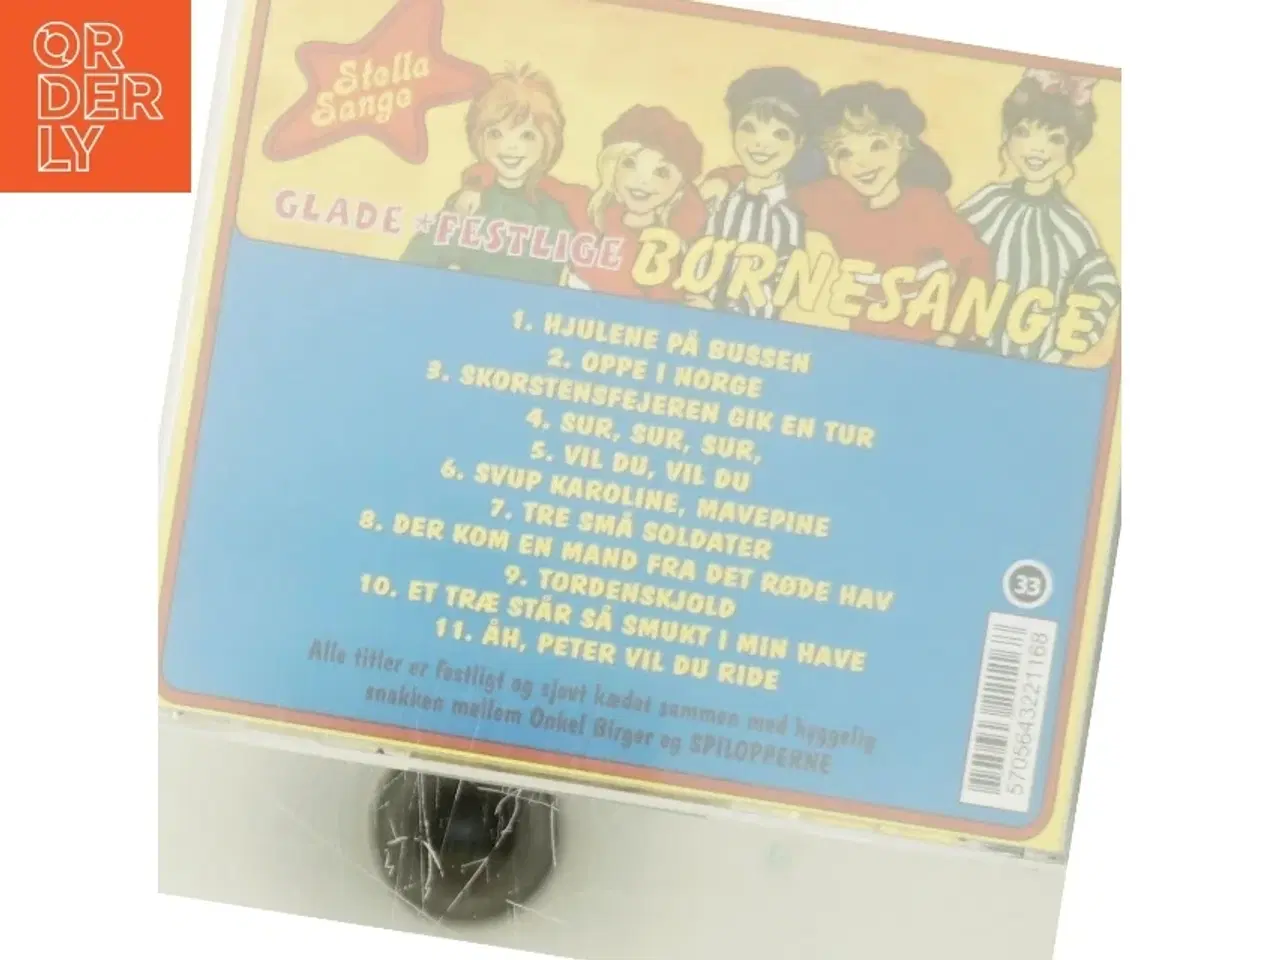 ORDERLY
Stella
Sange
GLADE * FESTLIGE BØRNESANGE
1. HJULENE PÅ BUSSEN
2. OPPE I NORGE
3. SKORSTENSFEJEREN GIK EN TUR
4. SUR, SUR, SUR,
5. VIL DU, VIL DU
6. SVUP KAROLINE, MAVEPINE
7. TRE SMÅ SOLDATER
8. DER KOM EN MAND FRA DET RØDE HAV
9. TORDENSKJOLD
10. ET TRÆ STÅR SÅ SMUKT I MIN HAVE
11. ÅH, PETER VIL DU RIDE
Alle titler er festligt og sjovt kædet sammen med hyggelig
snakken mellem Onkel Birger og SPILOPPERNE
33
5705643221168